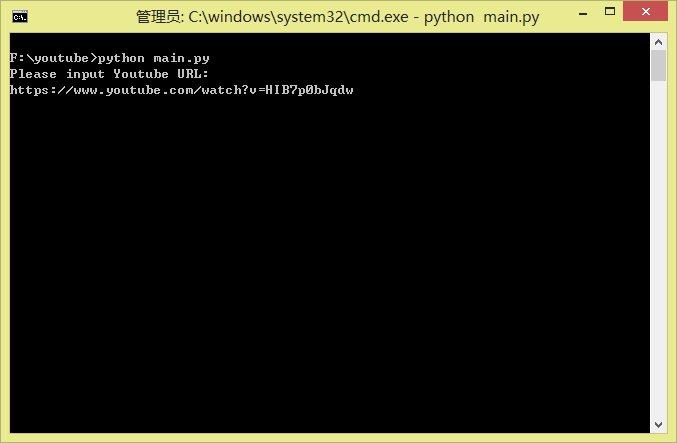 管理员: C:\windows\system32\cmd.exe - python  main.py
F:\youtube>python main.py
Please input Youtube URL:
https://www.youtube.com/watch?v=HIB7p0bJqdw